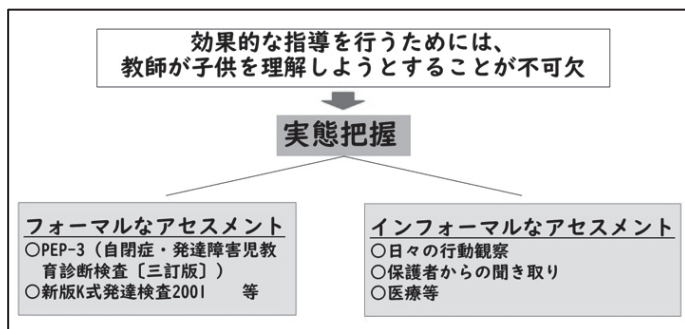 効果的な指導を行うためには、
教師が子供を理解しようとすることが不可欠
実態把握
フォーマルなアセスメント
○PEP-3（自閉症・発達障害児教
育診断検査〔三訂版〕）
○新版K式発達検査2001　等
インフォーマルなアセスメント
○日々の行動観察
○保護者からの聞き取り
○医療等